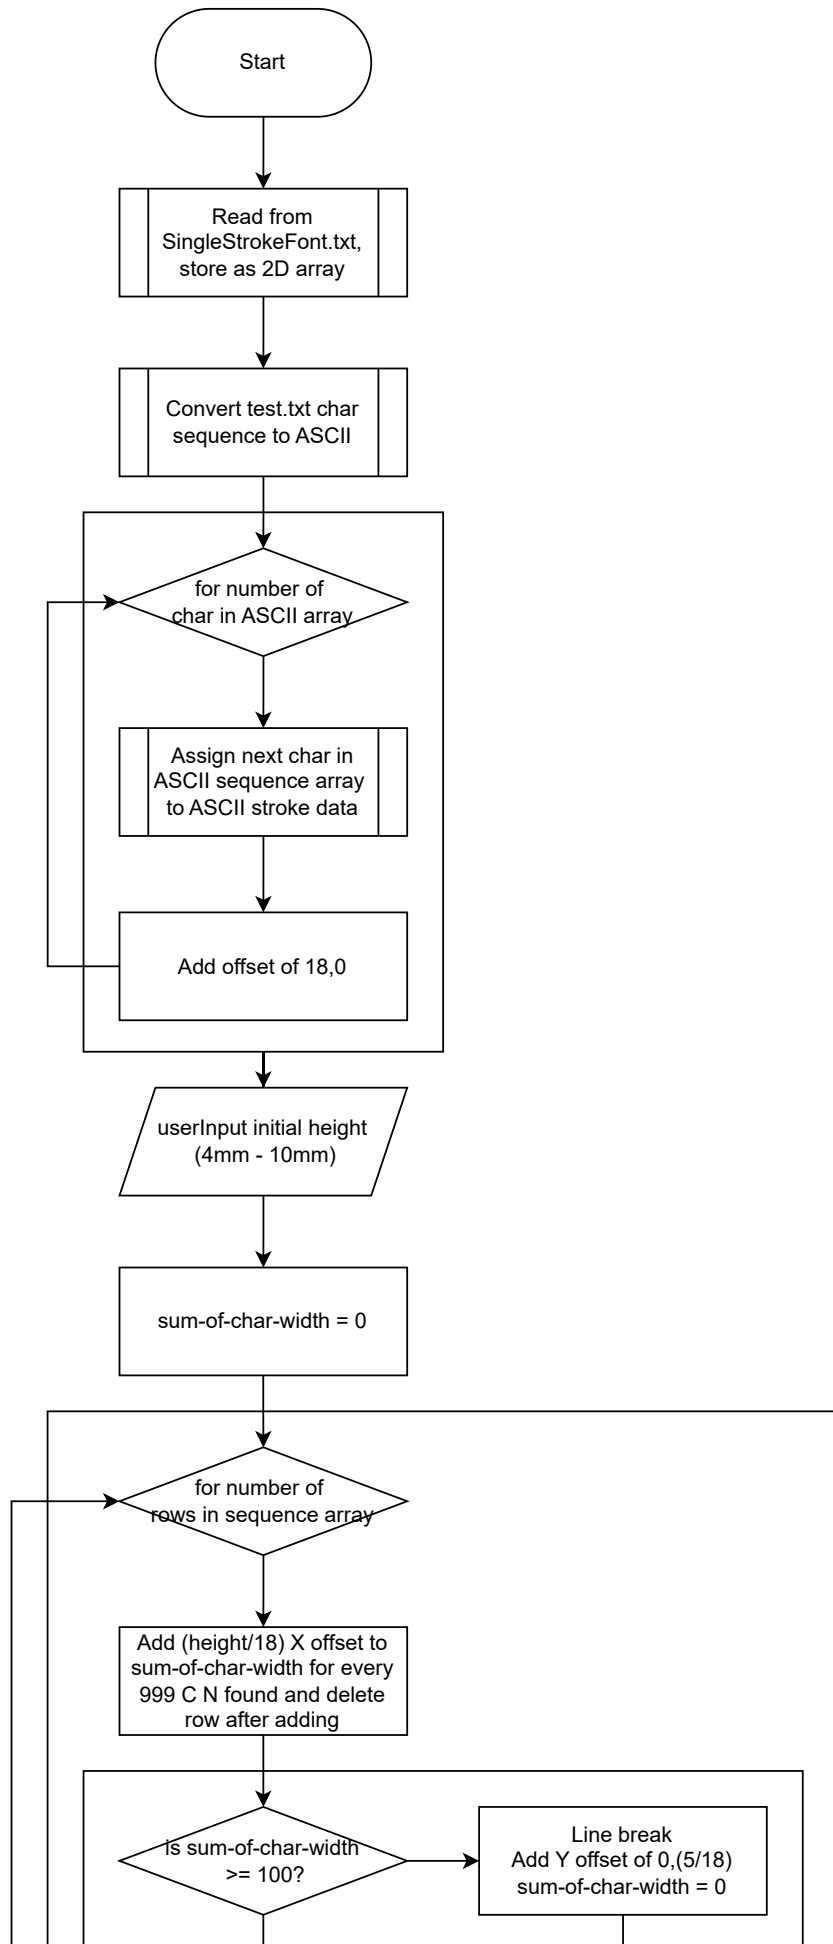 Start
Read from
SingleStrokeFont.txt,
store as 2D array
Convert test.txt char
sequence to ASCII
for number of
char in ASCII array
Assign next char in
ASCII sequence array
to ASCII stroke data
Add offset of 18,0
userInput initial height
(4mm - 10mm)
sum-of-char-width = 0
for number of
rows in sequence array
Add (height/18) X offset to
sum-of-char-width for every
999 C N found and delete
row after adding
is sum-of-char-width
>= 100?
Line break
Add Y offset of 0,(5/18)
sum-of-char-width = 0